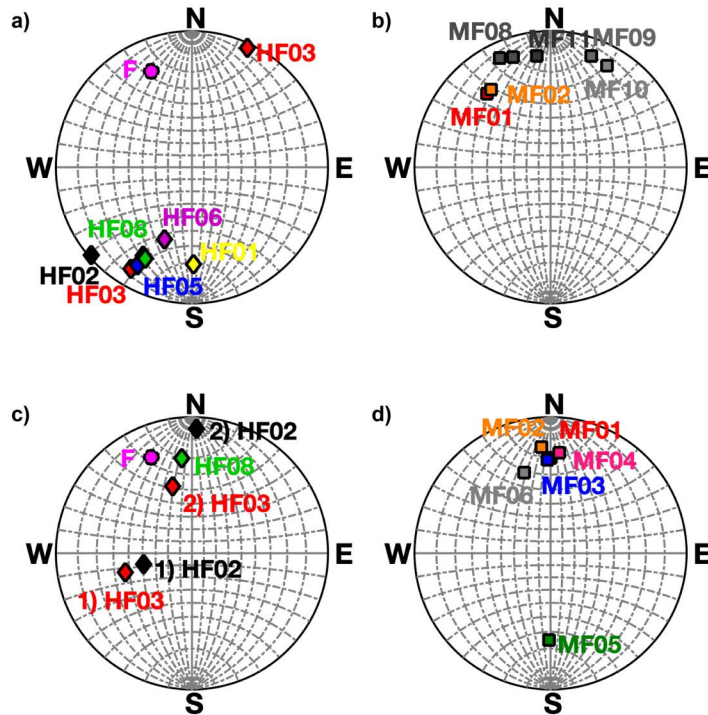 a)
N
HF03
F
W
E
HF08
HF06
HF01
HF02
HF03
HF05
S
b)
N
MF08
MF11
MF09
MF02
MF10
MF01
W
E
S
c)
N
2) HF02
F
HF08
2) HF03
W
E
1) HF02
1) HF03
S
d)
N
MF02
MF01
MF04
MF06
MF03
W
E
MF05
S